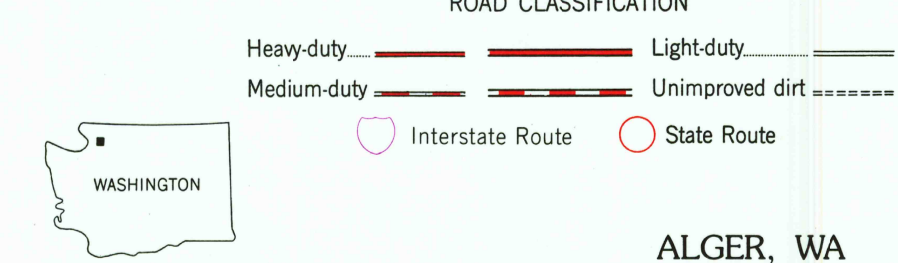 ROAD CLASSIFICATION
Heavy-duty Light-duty
Medium-duty Unimproved dirt
Interstate Route State Route
WASHINGTON
ALGER, WA